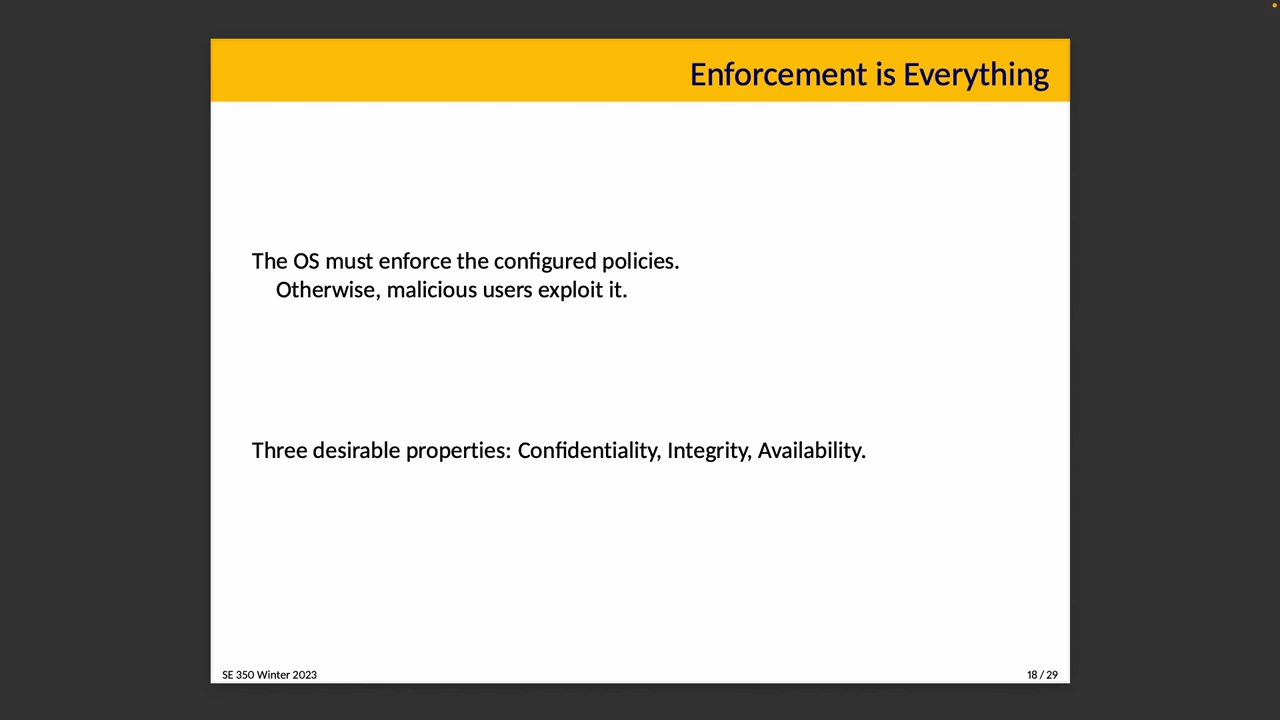 Enforcement is Everything
The OS must enforce the configured policies.
Otherwise, malicious users exploit it.
Three desirable properties: Confidentiality, Integrity, Availability.
SE 350 Winter 2023
18 / 29